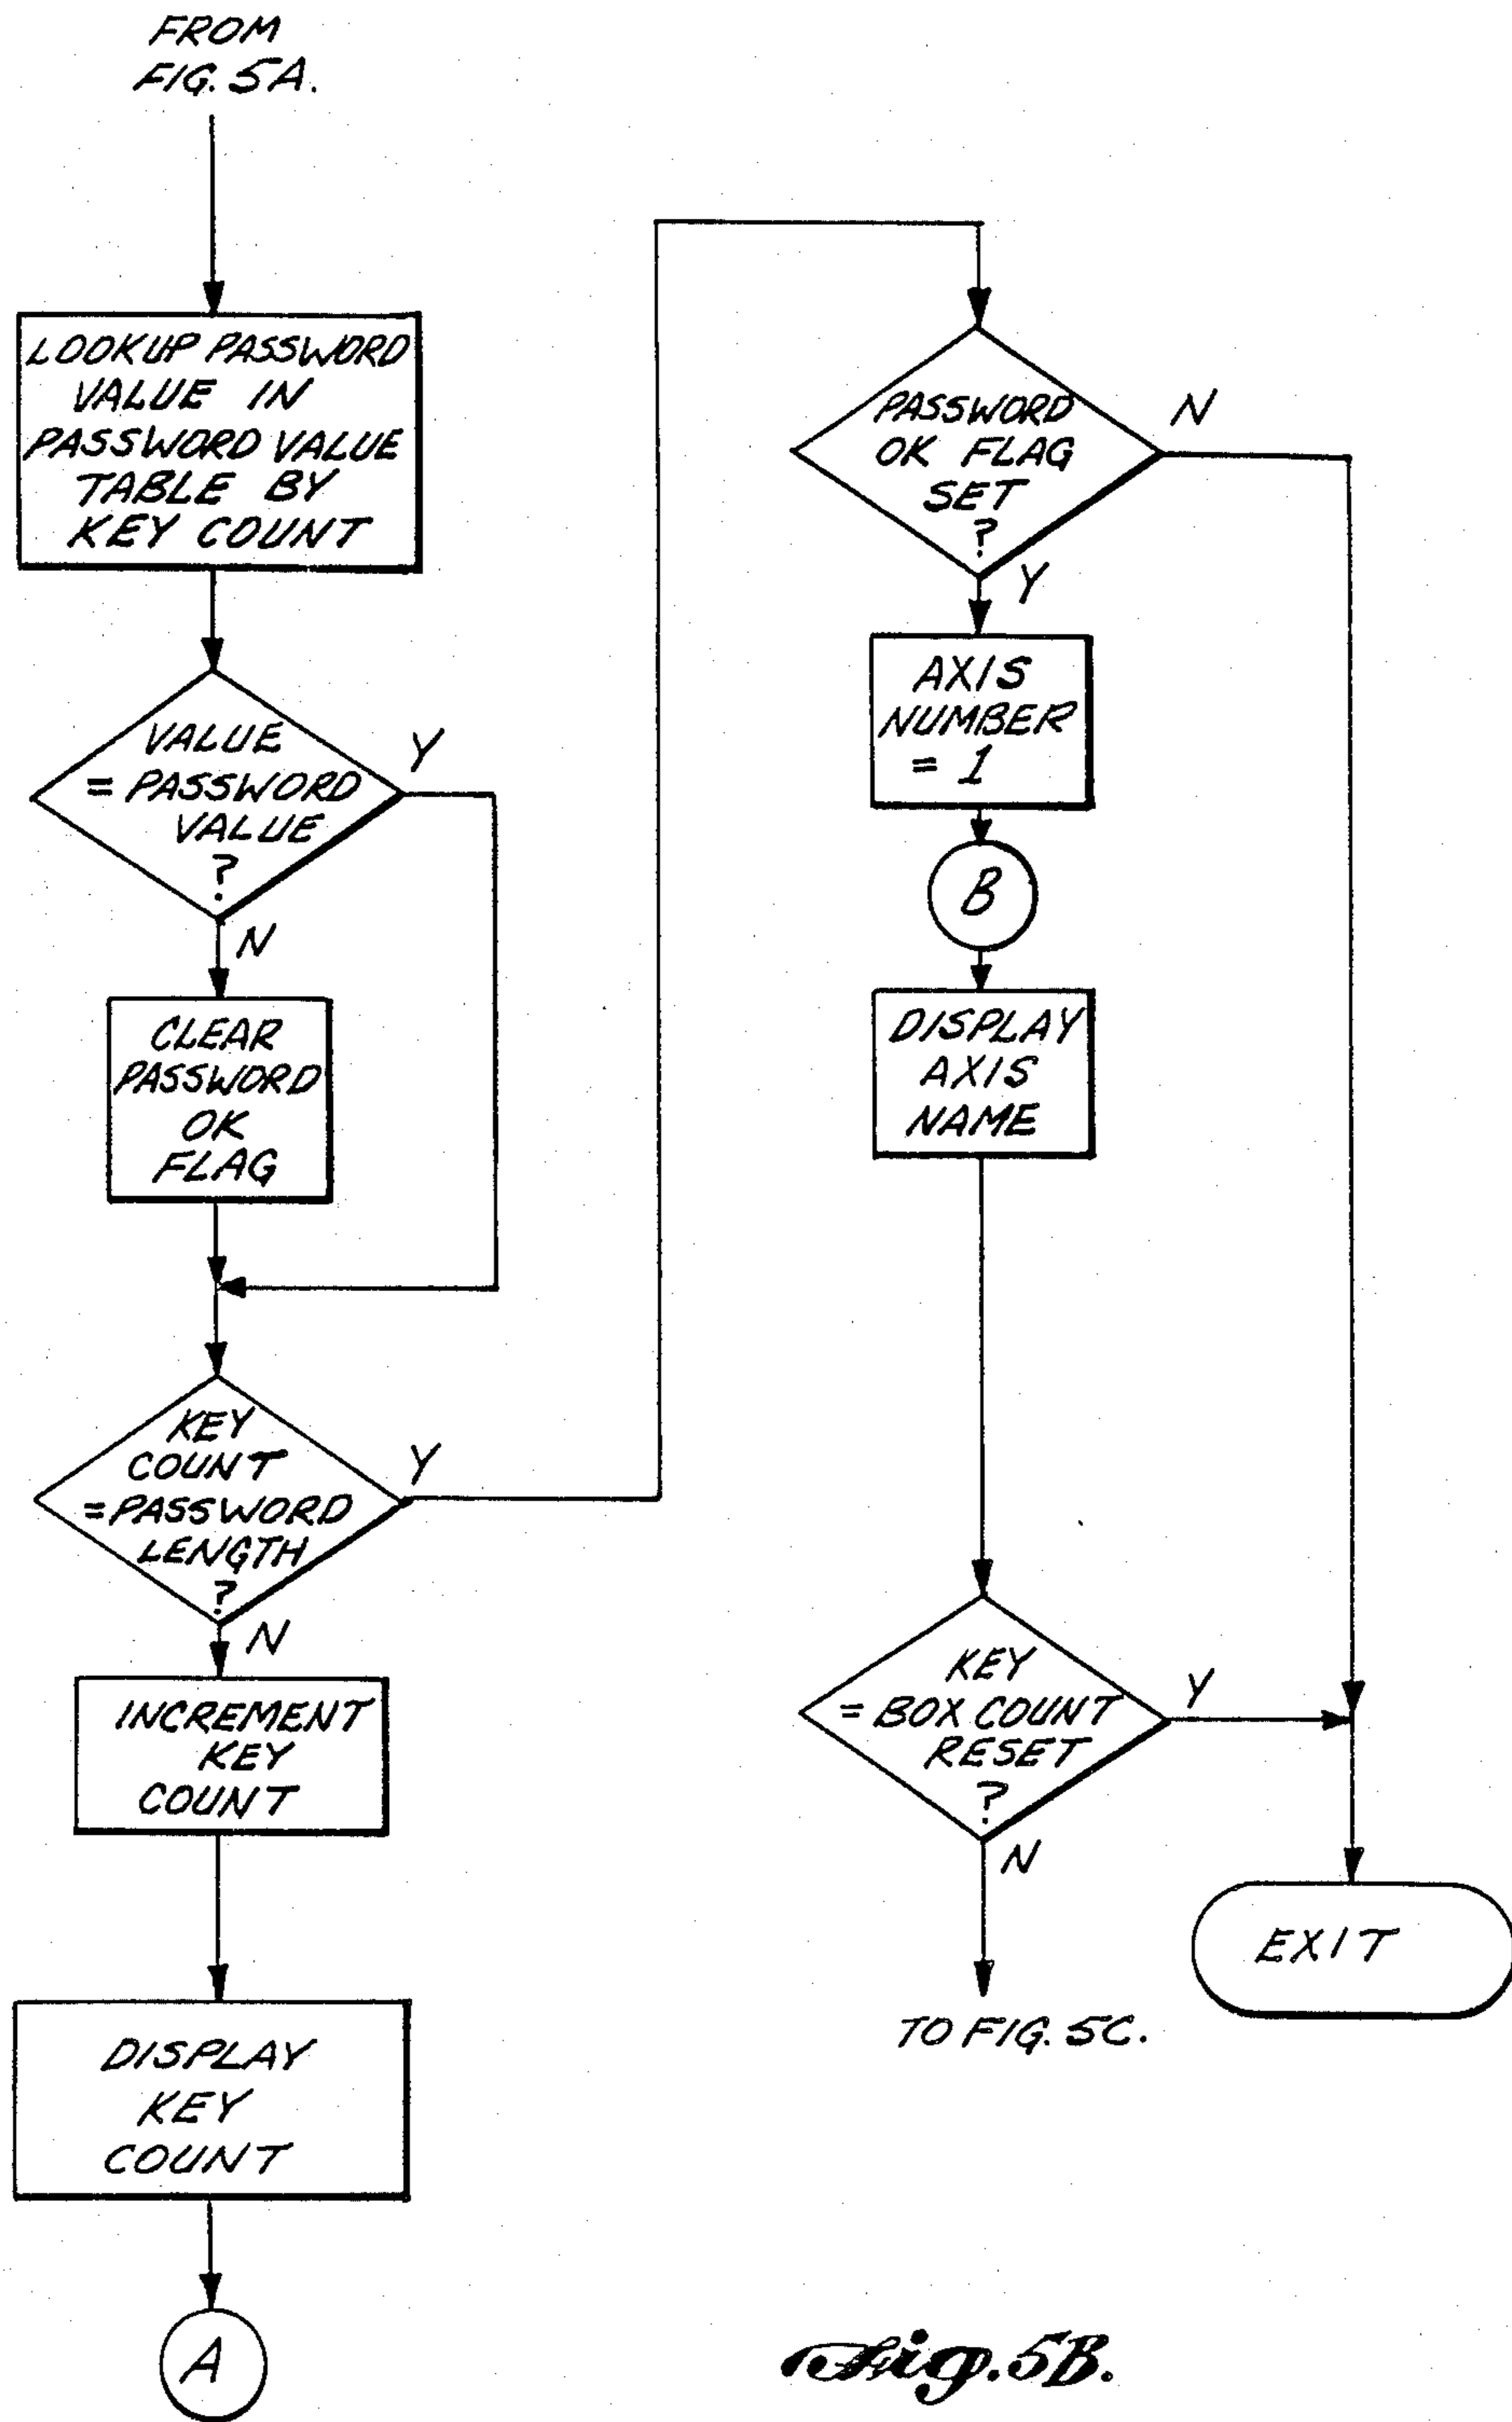 FROM
FIG. 5A.
LOOKUP PASSWORD
VALUE IN
PASSWORD VALUE
TABLE BY
KEY COUNT
VALUE
= PASSWORD
VALUE
?
Y
N
CLEAR
PASSWORD
OK
FLAG
KEY
COUNT
=PASSWORD
LENGTH
?
Y
N
INCREMENT
KEY
COUNT
DISPLAY
KEY
COUNT
A
PASSWORD
OK FLAG
SET
?
N
Y
AXIS
NUMBER
= 1
B
DISPLAY
AXIS
NAME
KEY
= BOX COUNT
RESET
?
Y
N
EXIT
TO FIG. 5C.
Fig. 5B.